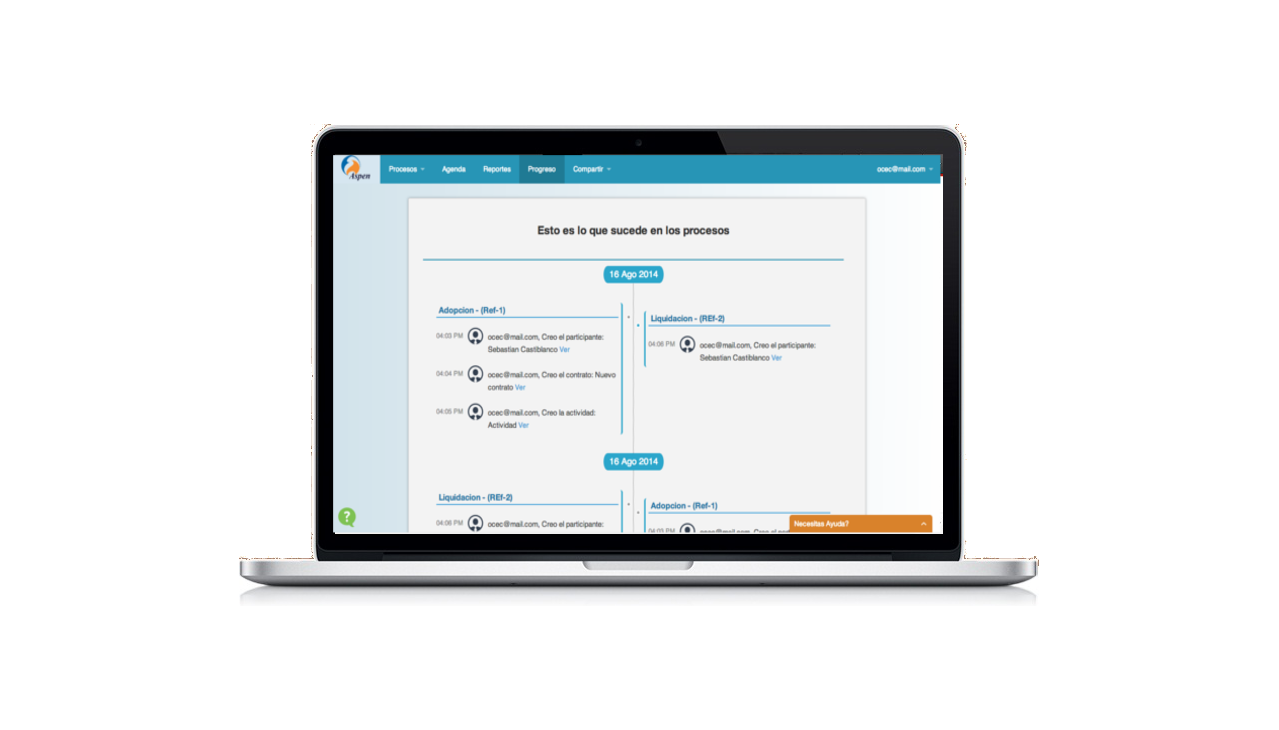 Aspen
Procesos
Agenda
Reportes
Progreso
Compartir
ocec@mail.com
Esto es lo que sucede en los procesos
16 Ago 2014
Adopcion - (Ref-1)
04:03 PM ocec@mail.com, Creo el participante:
Sebastian Castiblanco Ver
04:04 PM ocec@mail.com, Creo el contrato: Nuevo
contrato Ver
04:05 PM ocec@mail.com, Creo la actividad:
Actividad Ver
Liquidacion - (REf-2)
04:06 PM ocec@mail.com, Creo el participante:
Sebastian Castiblanco Ver
16 Ago 2014
Liquidacion - (REf-2)
04:06 PM ocec@mail.com, Creo el participante:
Adopcion - (Ref-1)
04:03 PM ocec@mail.com, Creo el
Necesitas Ayuda?
?